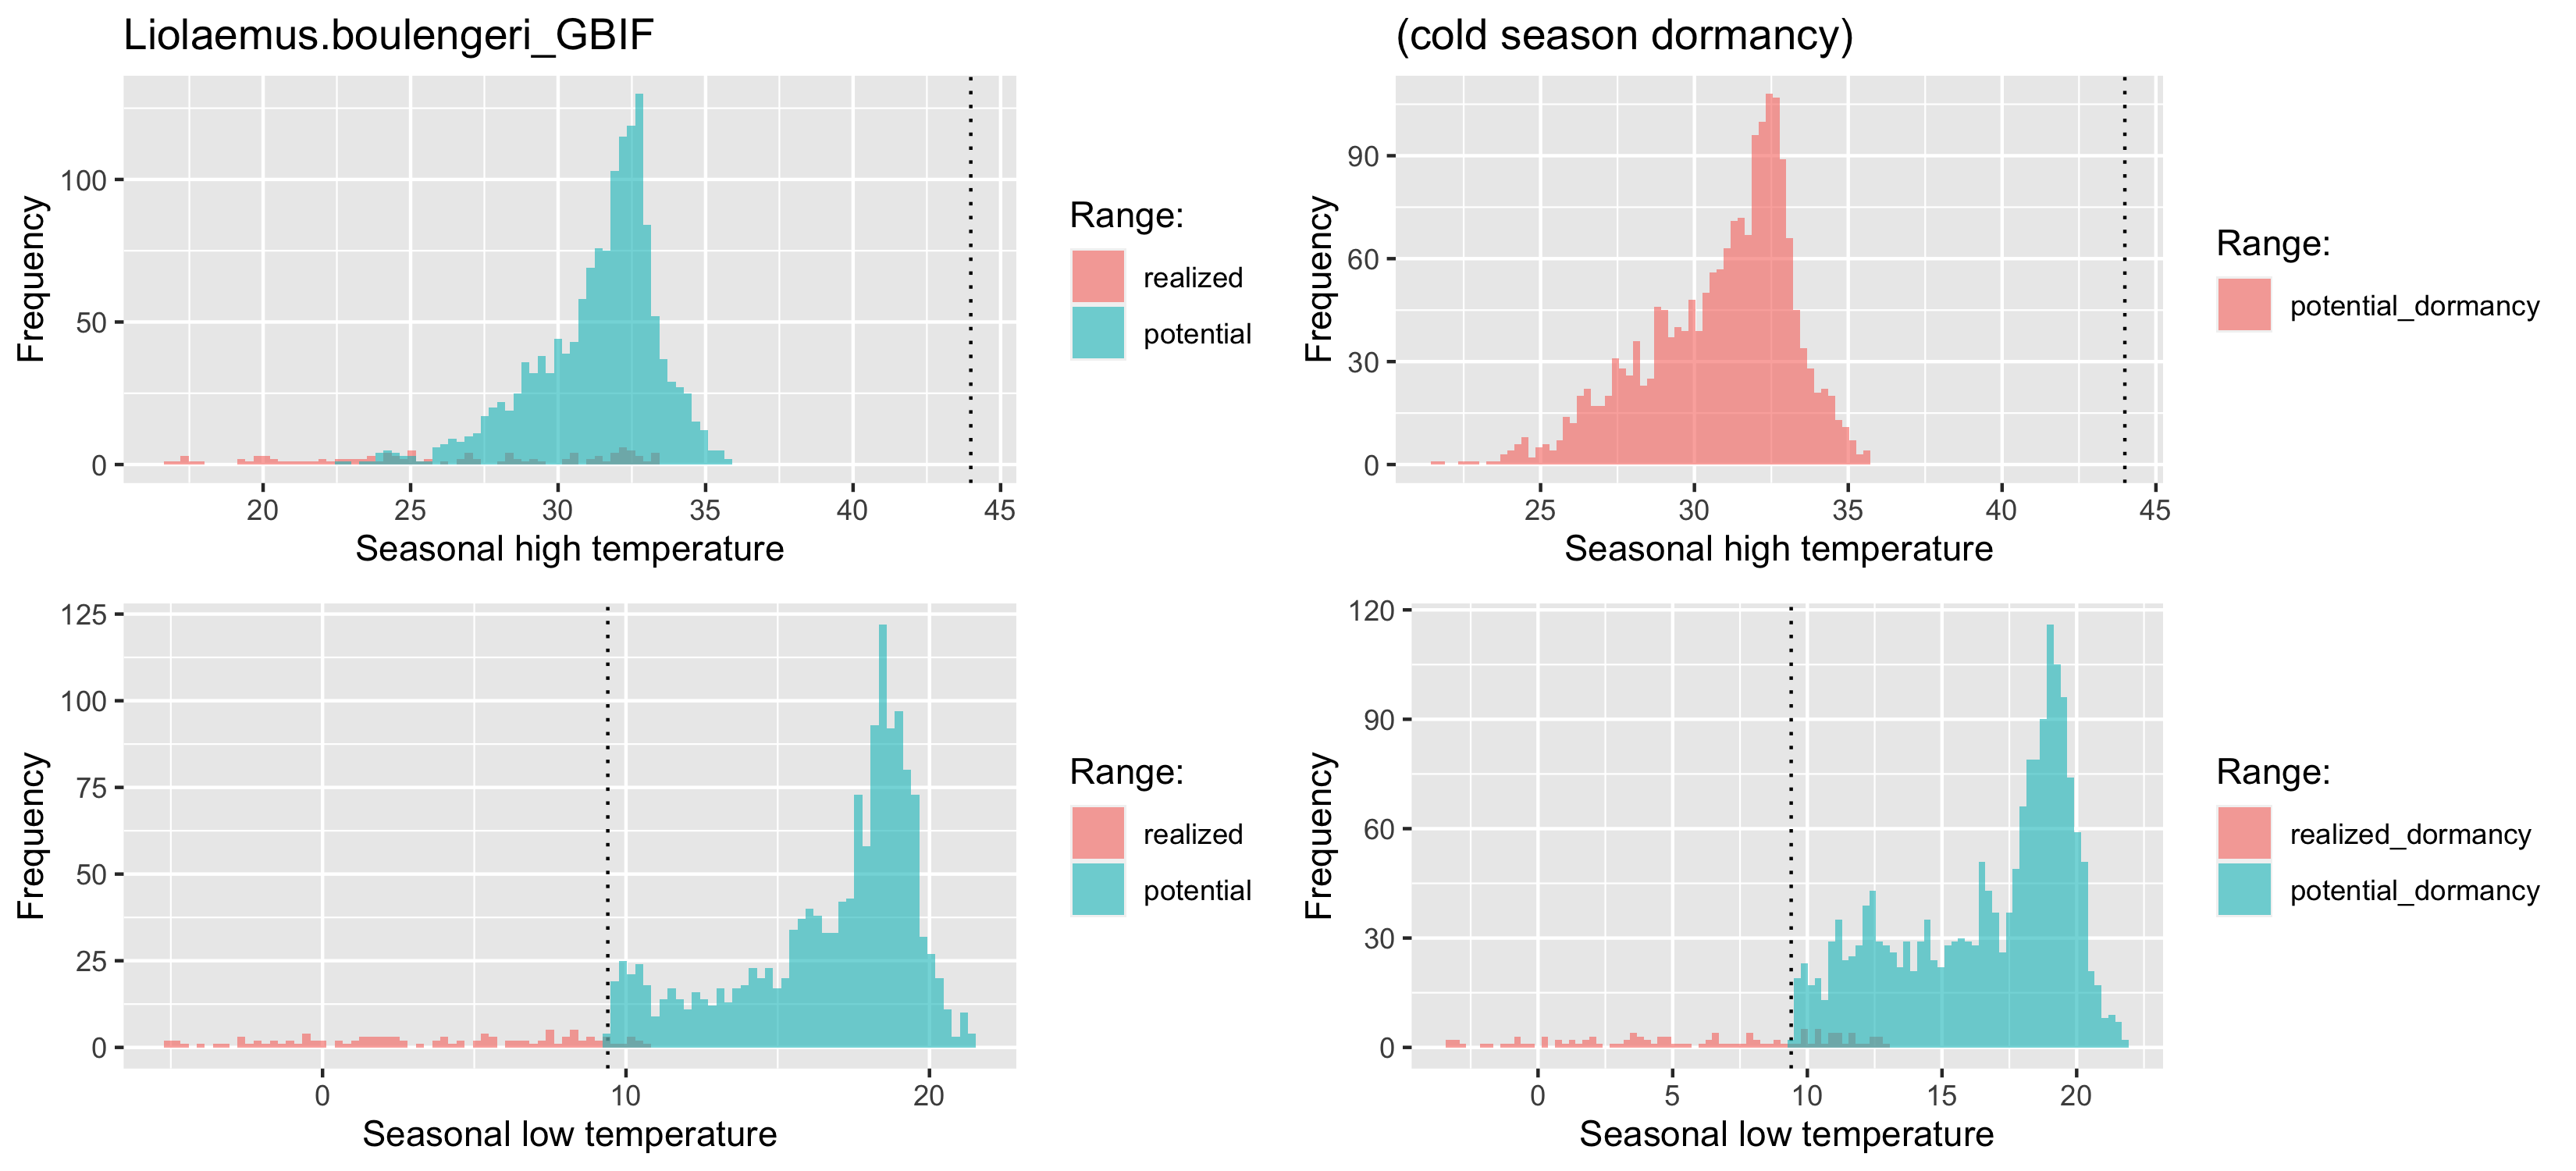 Liolaemus.boulengeri_GBIF
(cold season dormancy)
Frequency
100
50
0
20 25 30 35 40 45
Seasonal high temperature
Range:
realized
potential
Frequency
90
60
30
0
25 30 35 40 45
Seasonal high temperature
Range:
potential_dormancy
Frequency
125
100
75
50
25
0
0 10 20
Seasonal low temperature
Range:
realized
potential
Frequency
120
90
60
30
0
0 5 10 15 20
Seasonal low temperature
Range:
realized_dormancy
potential_dormancy